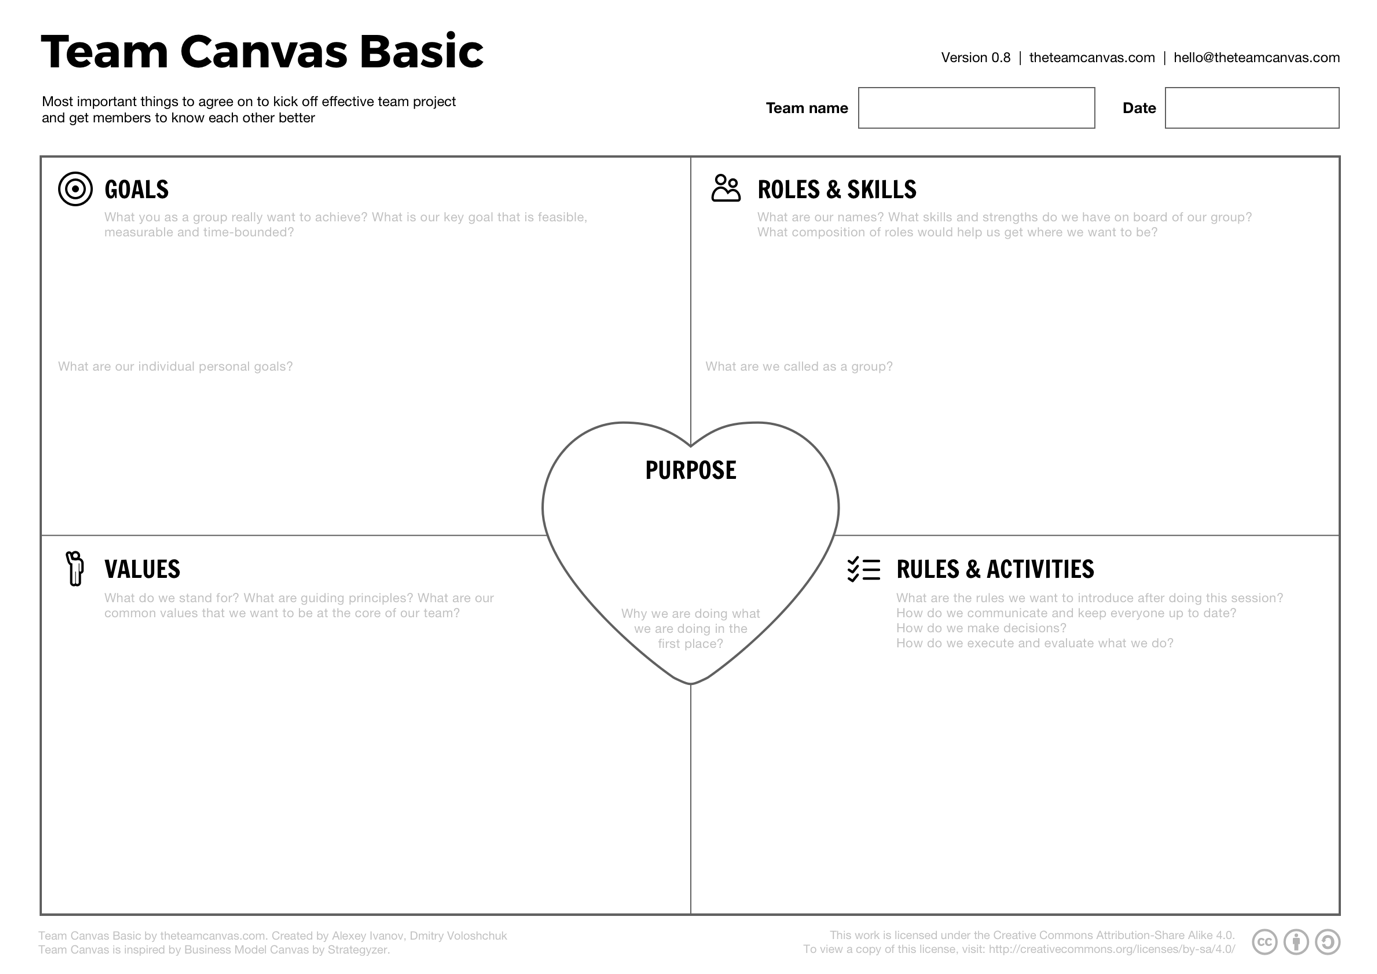 Team Canvas Basic
Version 0.8 | theteamcanvas.com | hello@theteamcanvas.com
Most important things to agree on to kick off effective team project
and get members to know each other better
Team name
Date
GOALS
What you as a group really want to achieve? What is our key goal that is feasible,
measurable and time-bounded?
What are our individual personal goals?
ROLES & SKILLS
What are our names? What skills and strengths do we have on board of our group?
What composition of roles would help us get where we want to be?
What are we called as a group?
PURPOSE
Why we are doing what
we are doing in the
first place?
VALUES
What do we stand for? What are guiding principles? What are our
common values that we want to be at the core of our team?
RULES & ACTIVITIES
What are the rules we want to introduce after doing this session?
How do we communicate and keep everyone up to date?
How do we make decisions?
How do we execute and evaluate what we do?
Team Canvas Basic by theteamcanvas.com. Created by Alexey Ivanov, Dmitry Voloshchuk
Team Canvas is inspired by Business Model Canvas by Strategyzer.
This work is licensed under the Creative Commons Attribution-Share Alike 4.0.
To view a copy of this license, visit: http://creativecommons.org/licenses/by-sa/4.0/
cc